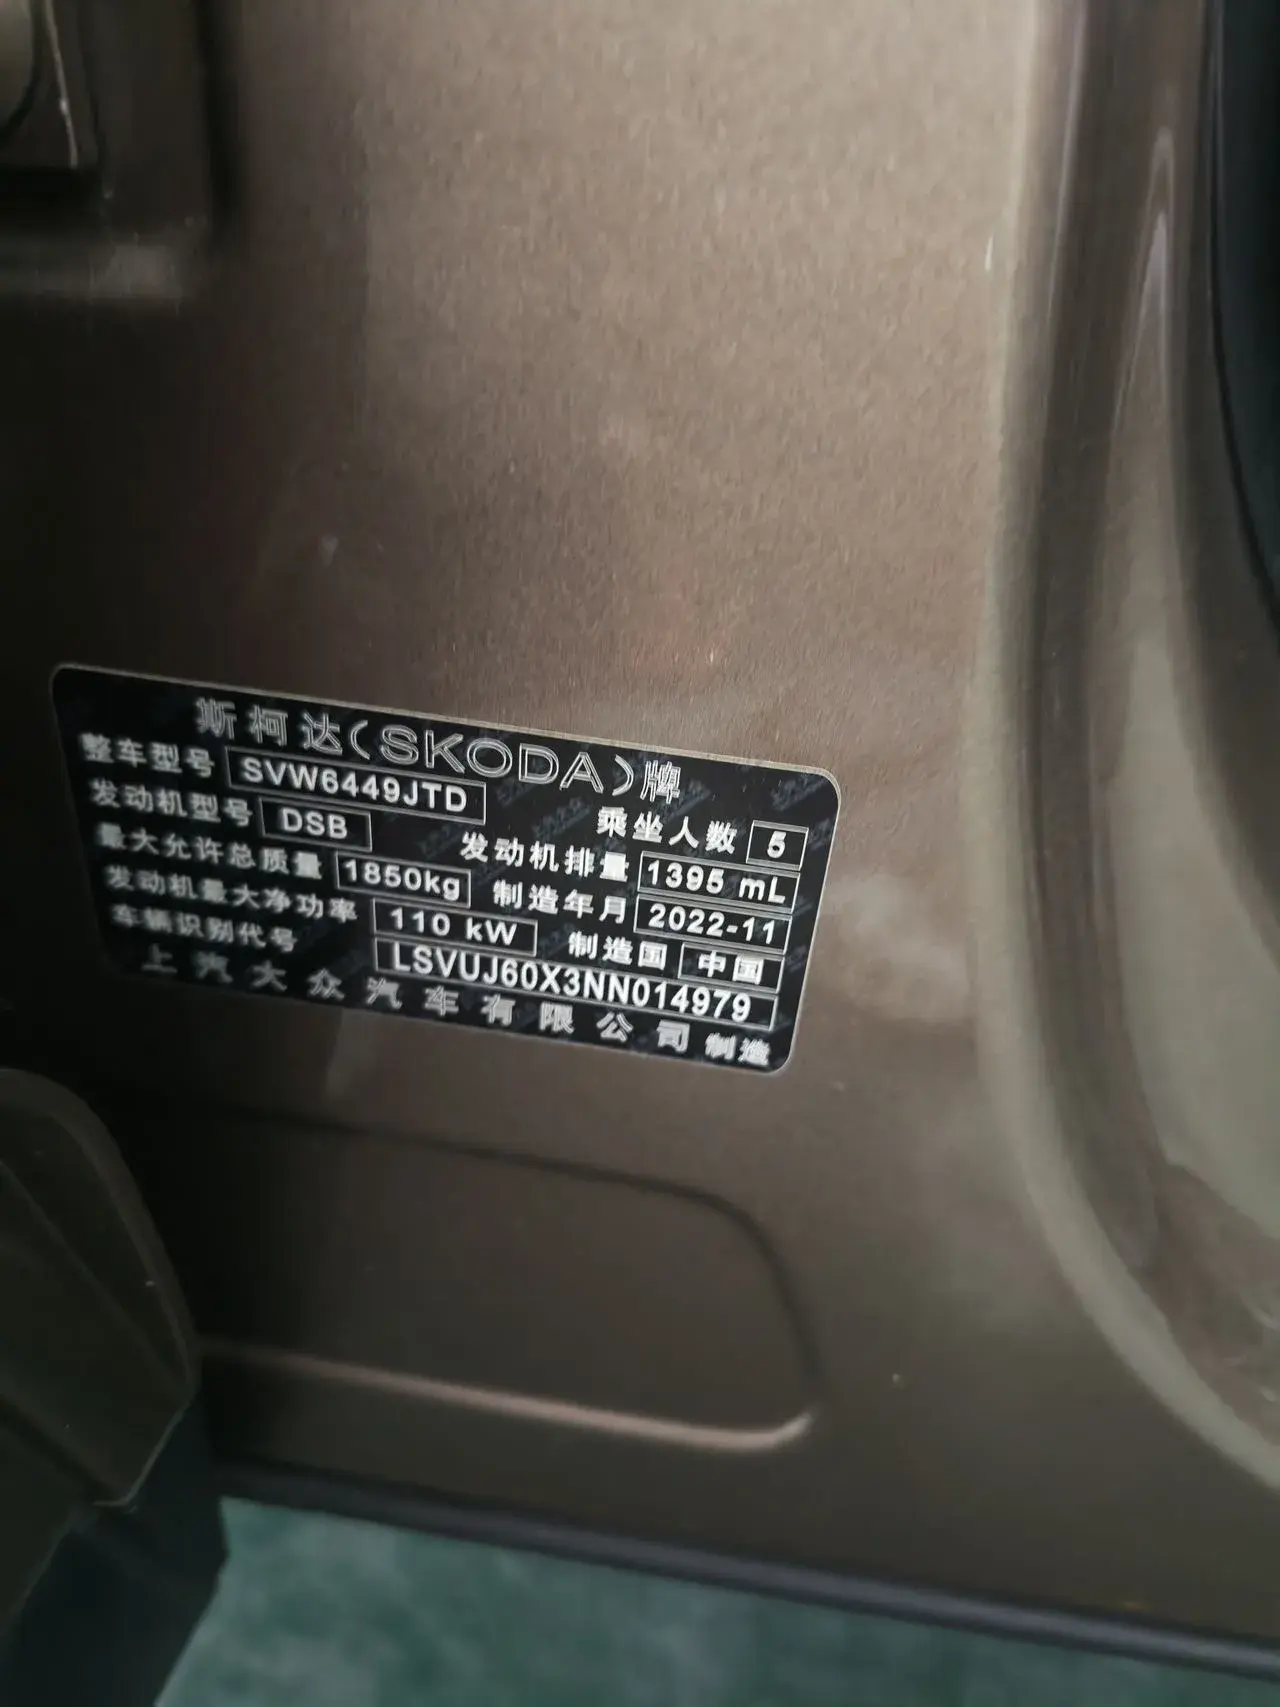 斯柯达(SKODA)牌
整车型号 SVW6449JTD 乘坐人数 5
发动机型号 DSB 发动机排量 1395 mL
最大允许总质量 1850kg 制造年月 2022-11
发动机最大净功率 110 kW 制造国 中国
车辆识别代号 LSVUJ60X3NN014979
上汽大众汽车有限公司 制造